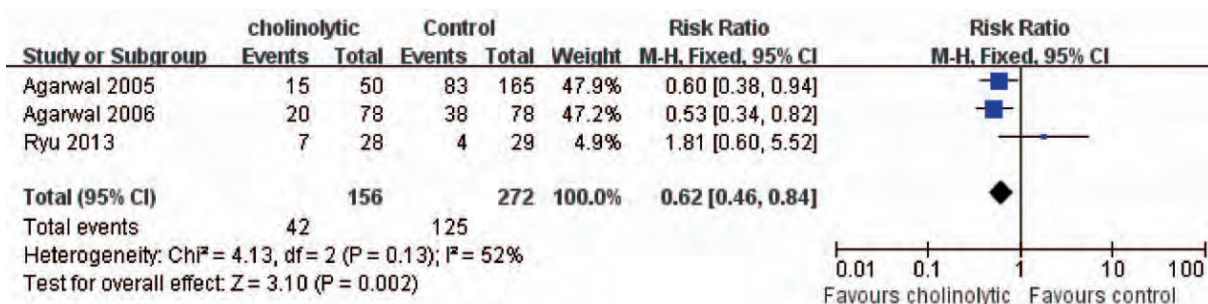 cholinolytic Control Risk Ratio Risk Ratio
Study or Subgroup Events Total Events Total Weight M-H, Fixed, 95% CI M-H, Fixed, 95% CI
Agarwal 2005 15 50 83 165 47.9% 0.60 [0.38, 0.94]
Agarwal 2006 20 78 38 78 47.2% 0.53 [0.34, 0.82]
Ryu 2013 7 28 4 29 4.9% 1.81 [0.60, 5.52]
Total (95% CI) 156 272 100.0% 0.62 [0.46, 0.84]
Total events 42 125
Heterogeneity: Chi² = 4.13, df = 2 (P = 0.13); I² = 52%
Test for overall effect: Z = 3.10 (P = 0.002)
0.01 0.1 1 10 100
Favours cholinolytic Favours control